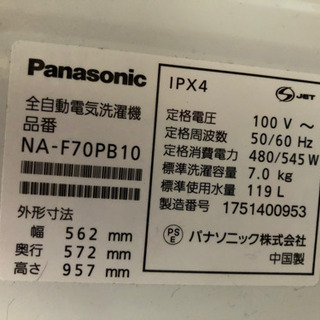 Panasonic
全自動電気洗濯機
品番
NA-F70PB10
外形寸法
幅 562 mm
奥行 572 mm
高さ 957 mm
IPX4
S JET
定格電圧 100 V ～
定格周波数 50/60 Hz
定格消費電力 480/545 W
標準洗濯容量 7.0 kg
標準使用水量 119 L
製造番号 1751400953
PS
E
パナソニック株式会社
中国製